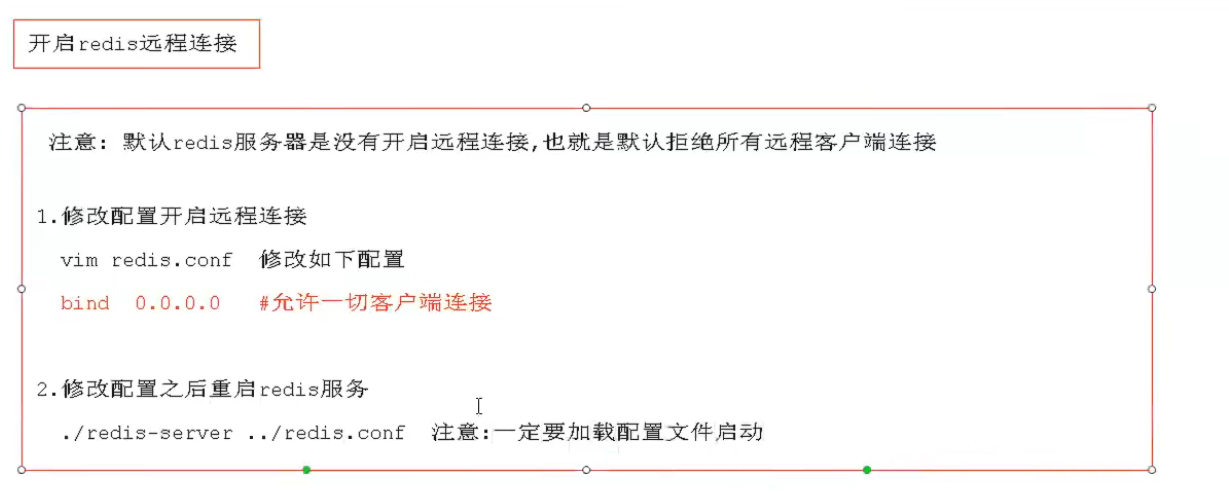 开启redis远程连接
注意: 默认redis服务器是没有开启远程连接,也就是默认拒绝所有远程客户端连接
1.修改配置开启远程连接
vim redis.conf 修改如下配置
bind 0.0.0.0 #允许一切客户端连接
2.修改配置之后重启redis服务
./redis-server ../redis.conf 注意:一定要加载配置文件启动